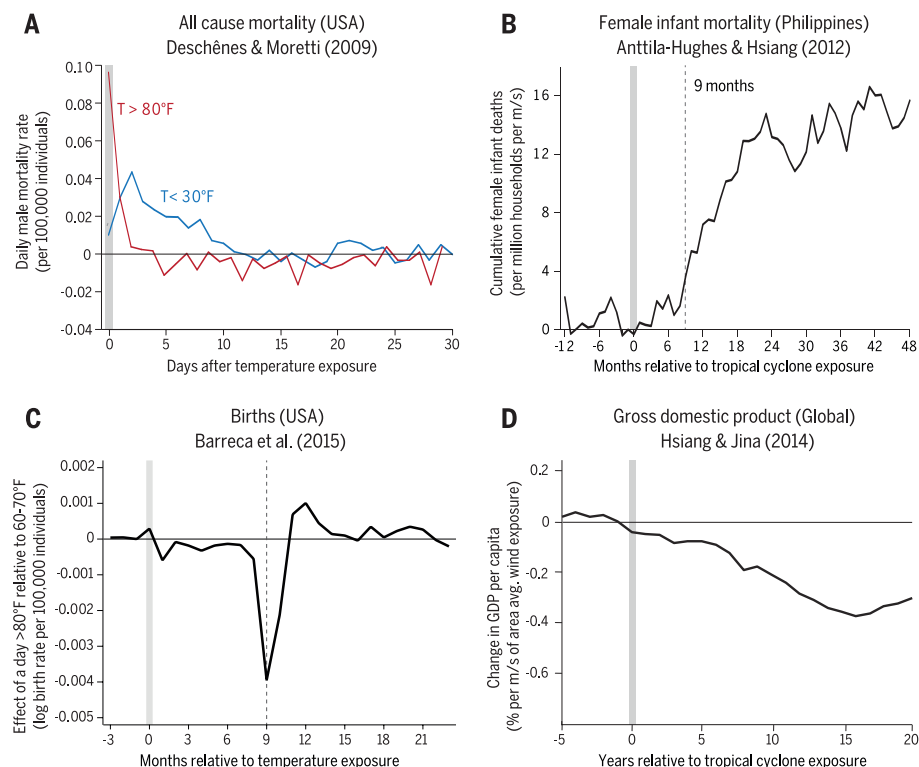 A
All cause mortality (USA)
Deschênes & Moretti (2009)
Daily male mortality rate
(per 100,000 individuals)
0.10
0.08
0.06
0.04
0.02
0
-0.02
-0.04
T > 80°F
T< 30°F
0
5
10
15
20
25
30
Days after temperature exposure
B
Female infant mortality (Philippines)
Anttila-Hughes & Hsiang (2012)
Cumulative female infant deaths
(per million households per m/s)
16
12
8
4
0
9 months
-12
-6
0
6
12
18
24
30
36
42
48
Months relative to tropical cyclone exposure
C
Births (USA)
Barreca et al. (2015)
Effect of a day >80°F relative to 60-70°F
(log birth rate per 100,000 individuals)
0.002
0.001
0
-0.001
-0.002
-0.003
-0.004
-0.005
-3
0
3
6
9
12
15
18
21
Months relative to temperature exposure
D
Gross domestic product (Global)
Hsiang & Jina (2014)
Change in GDP per capita
(% per m/s of area avg. wind exposure)
0.2
0
-0.2
-0.4
-0.6
-5
0
5
10
15
20
Years relative to tropical cyclone exposure